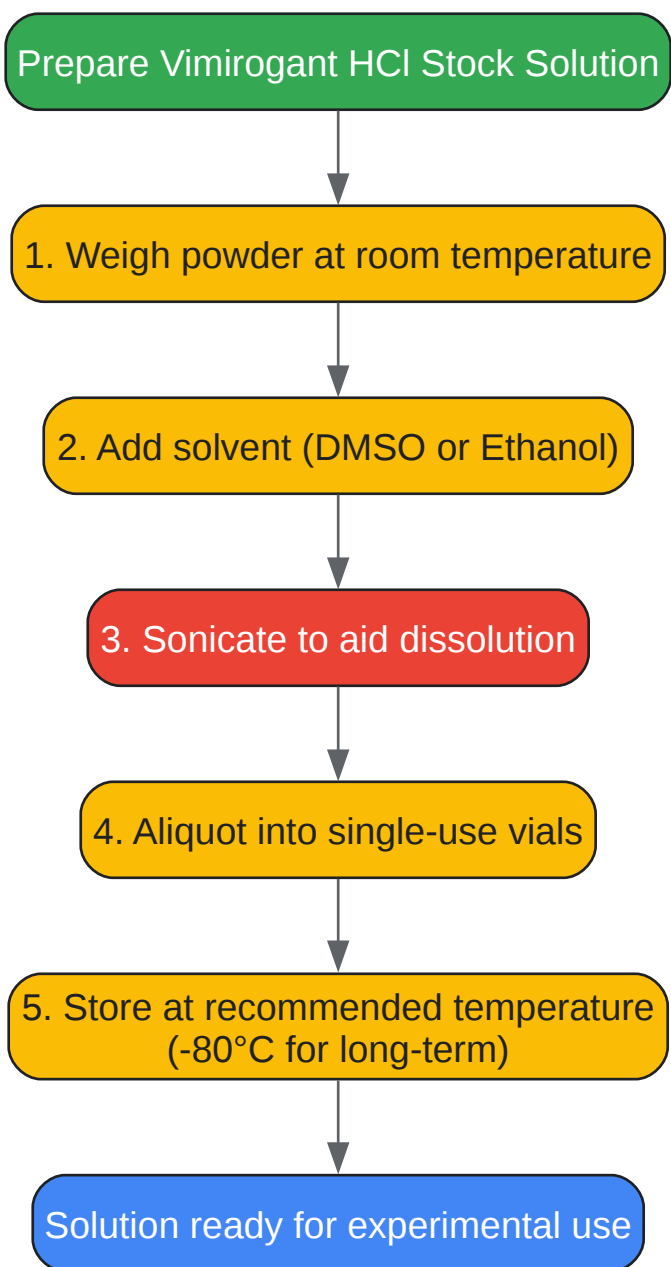 Prepare Vimirogant HCl Stock Solution
1. Weigh powder at room temperature
2. Add solvent (DMSO or Ethanol)
3. Sonicate to aid dissolution
4. Aliquot into single-use vials
5. Store at recommended temperature
(-80°C for long-term)
Solution ready for experimental use